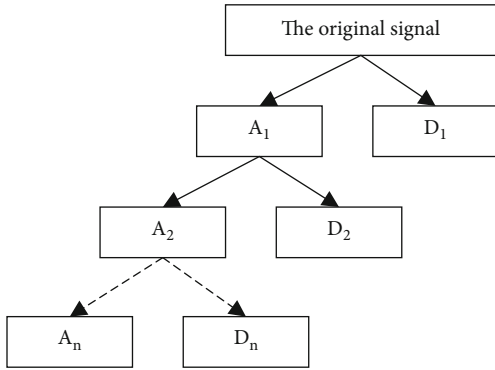 The original signal
A₁
D₁
A₂
D₂
Aₙ
Dₙ